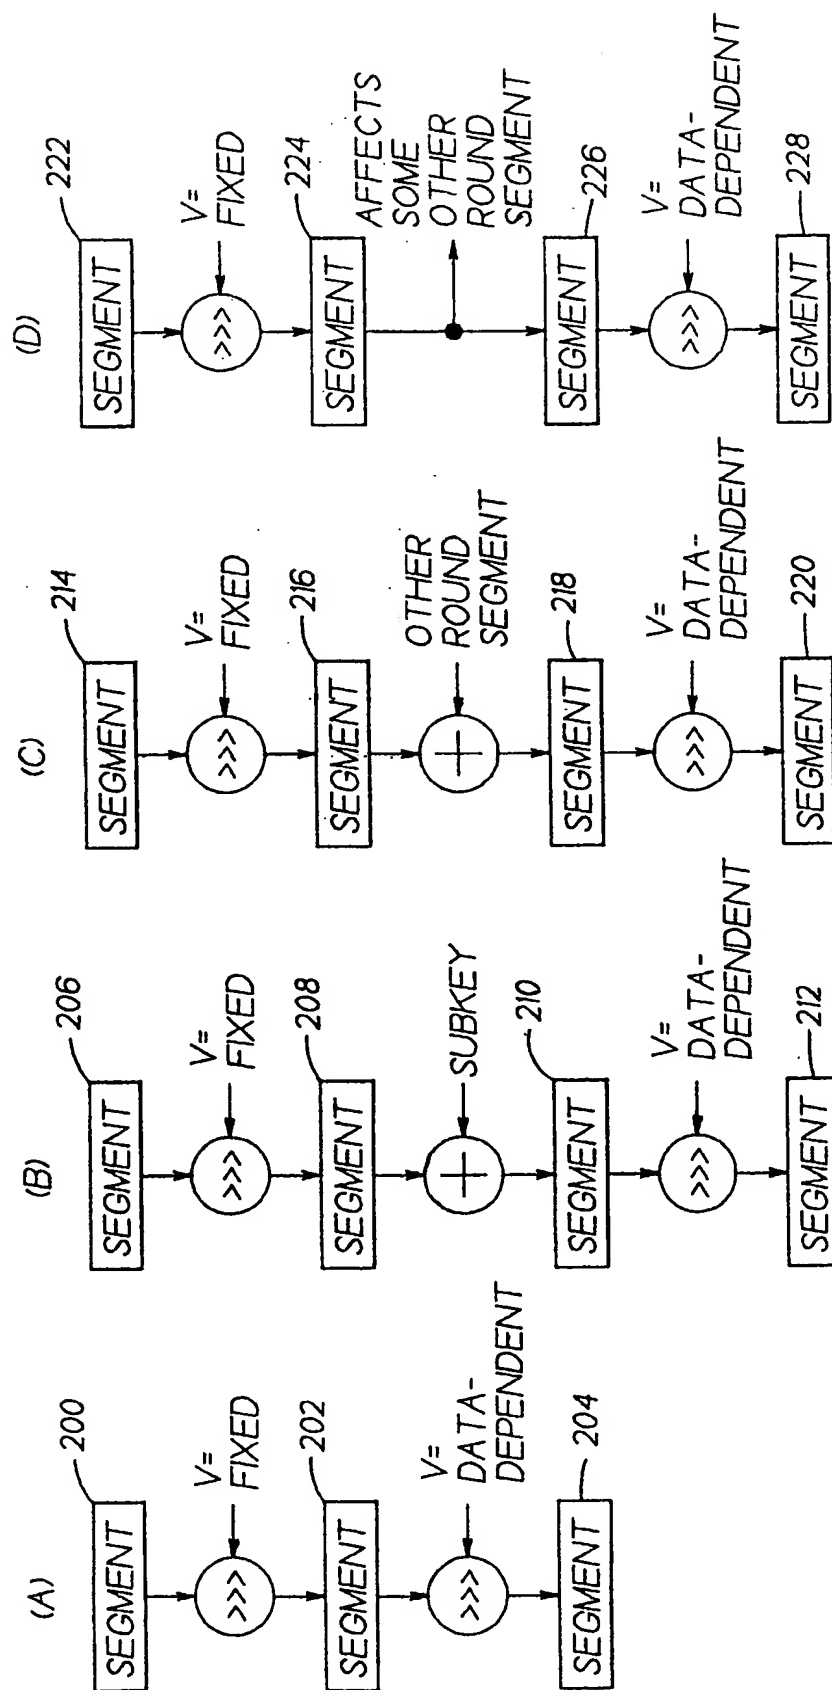 (A)
SEGMENT
200
>>>
V=
FIXED
SEGMENT
202
>>>
V=
DATA-
DEPENDENT
SEGMENT
204
(B)
SEGMENT
206
>>>
V=
FIXED
SEGMENT
208
+
SUBKEY
SEGMENT
210
>>>
V=
DATA-
DEPENDENT
SEGMENT
212
(C)
SEGMENT
214
>>>
V=
FIXED
SEGMENT
216
+
OTHER
ROUND
SEGMENT
SEGMENT
218
>>>
V=
DATA-
DEPENDENT
SEGMENT
220
(D)
SEGMENT
222
>>>
V=
FIXED
SEGMENT
224
AFFECTS
SOME
OTHER
ROUND
SEGMENT
SEGMENT
226
>>>
V=
DATA-
DEPENDENT
SEGMENT
228